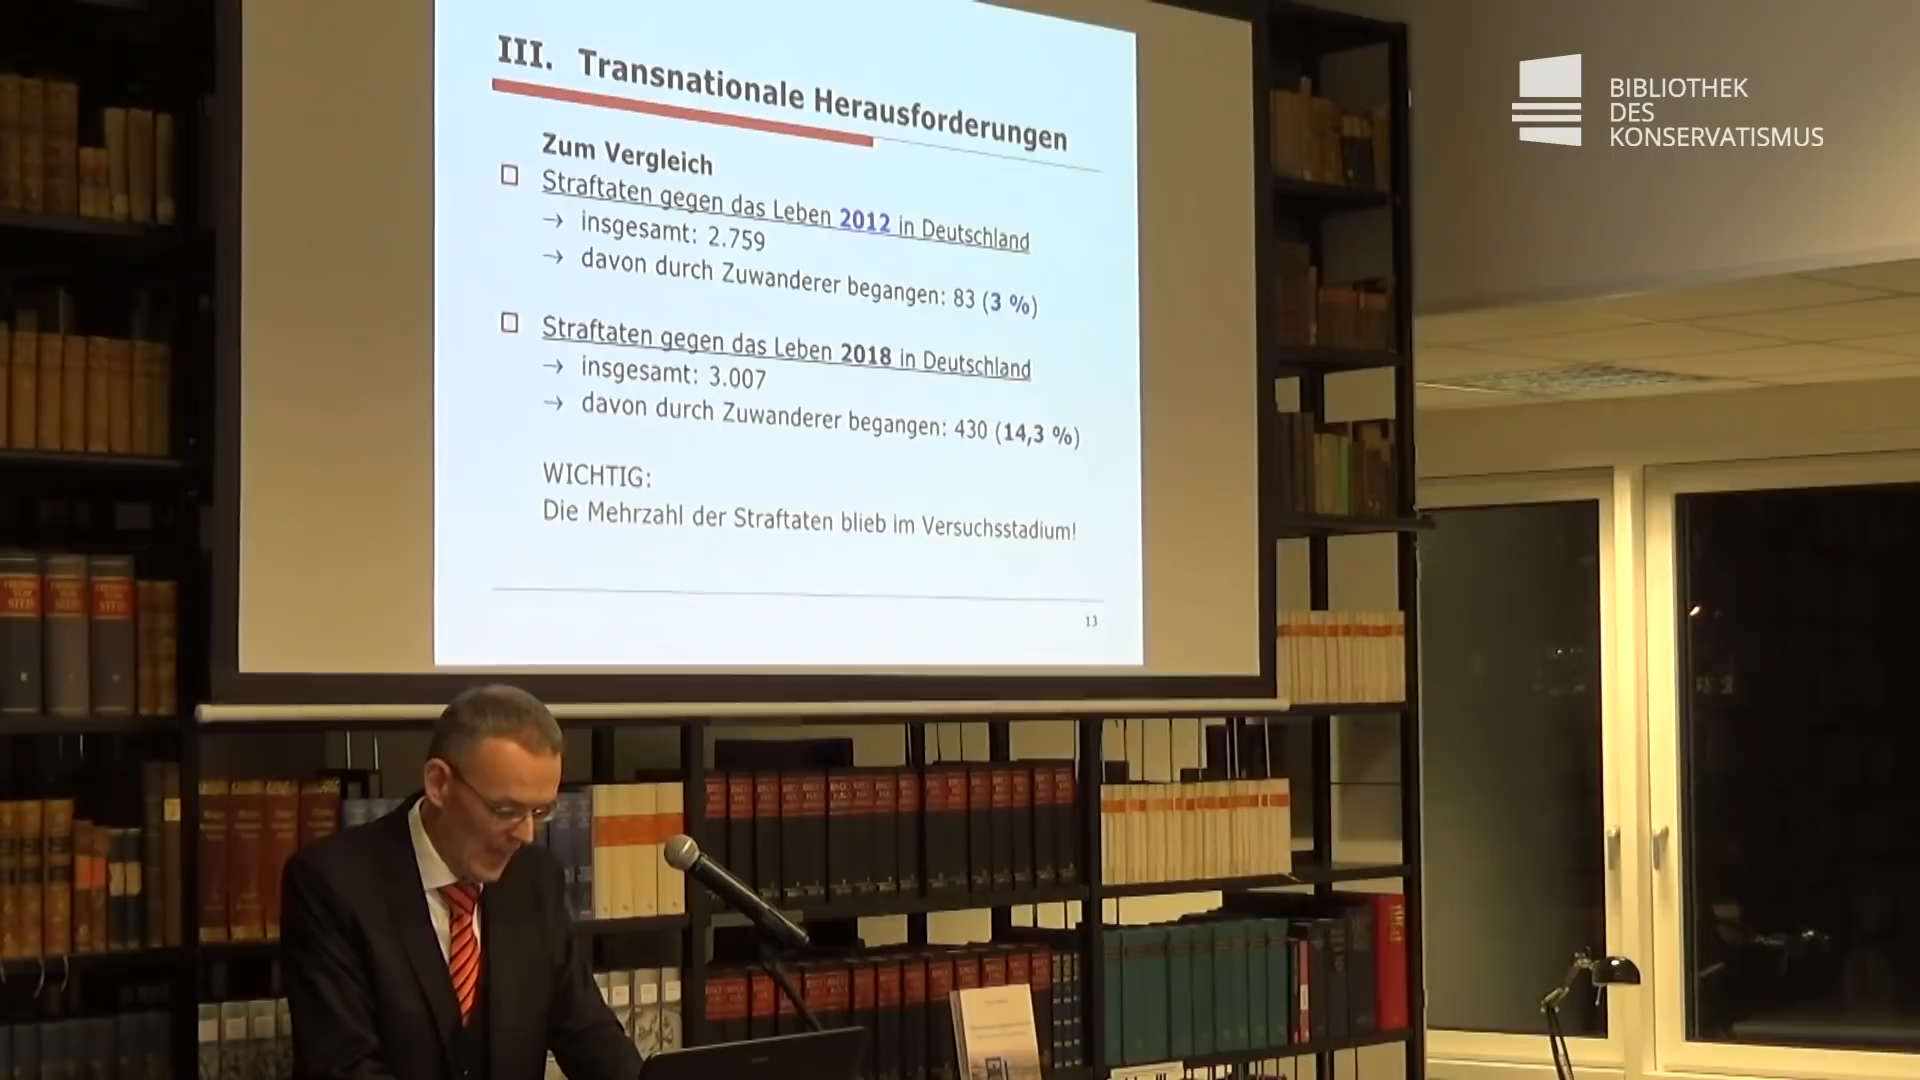 III. Transnationale Herausforderungen
Zum Vergleich
Straftaten gegen das Leben 2012 in Deutschland
→ insgesamt: 2.759
→ davon durch Zuwanderer begangen: 83 (3 %)
Straftaten gegen das Leben 2018 in Deutschland
→ insgesamt: 3.007
→ davon durch Zuwanderer begangen: 430 (14,3 %)
WICHTIG:
Die Mehrzahl der Straftaten blieb im Versuchsstadium!
13
BIBLIOTHEK
DES
KONSERVATISMUS